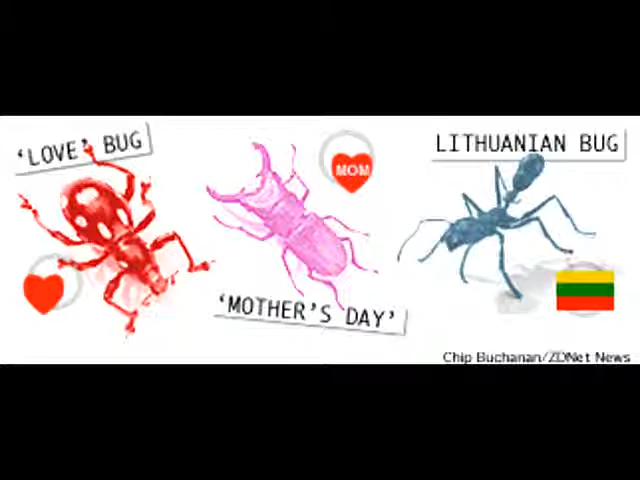 ‘LOVE’ BUG
MOM
‘MOTHER’S DAY’
LITHUANIAN BUG
Chip Buchanan/ZDNet News